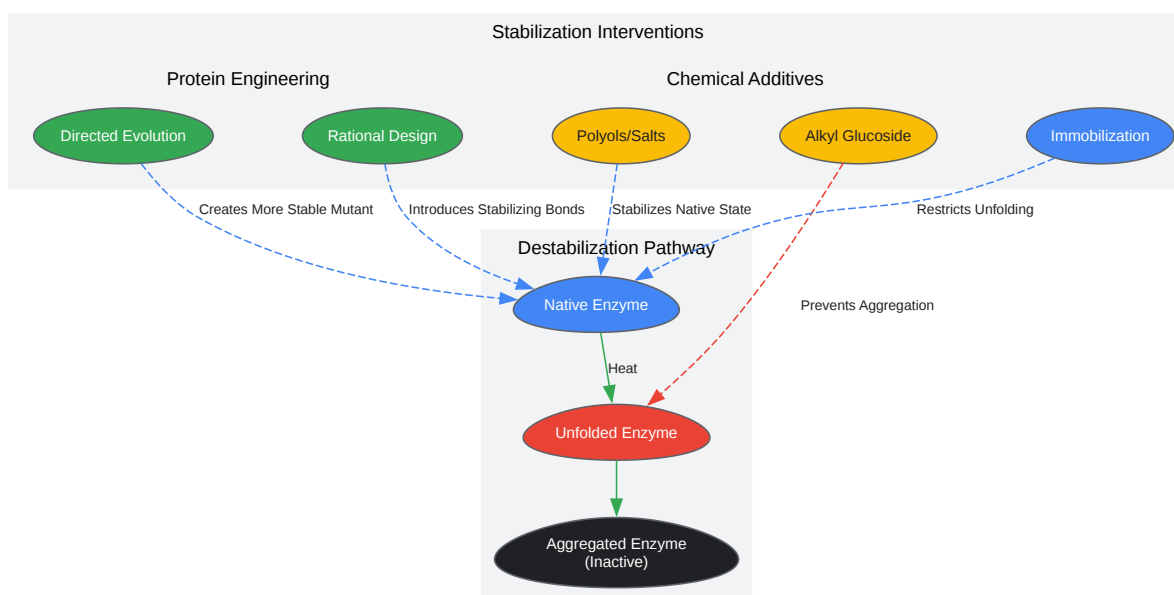 Stabilization Interventions
Protein Engineering
Chemical Additives
Directed Evolution
Rational Design
Polyols/Salts
Alkyl Glucoside
Immobilization
Creates More Stable Mutant
Introduces Stabilizing Bonds
Stabilizes Native State
Restricts Unfolding
Destabilization Pathway
Native Enzyme
Prevents Aggregation
Heat
Unfolded Enzyme
Aggregated Enzyme
(Inactive)